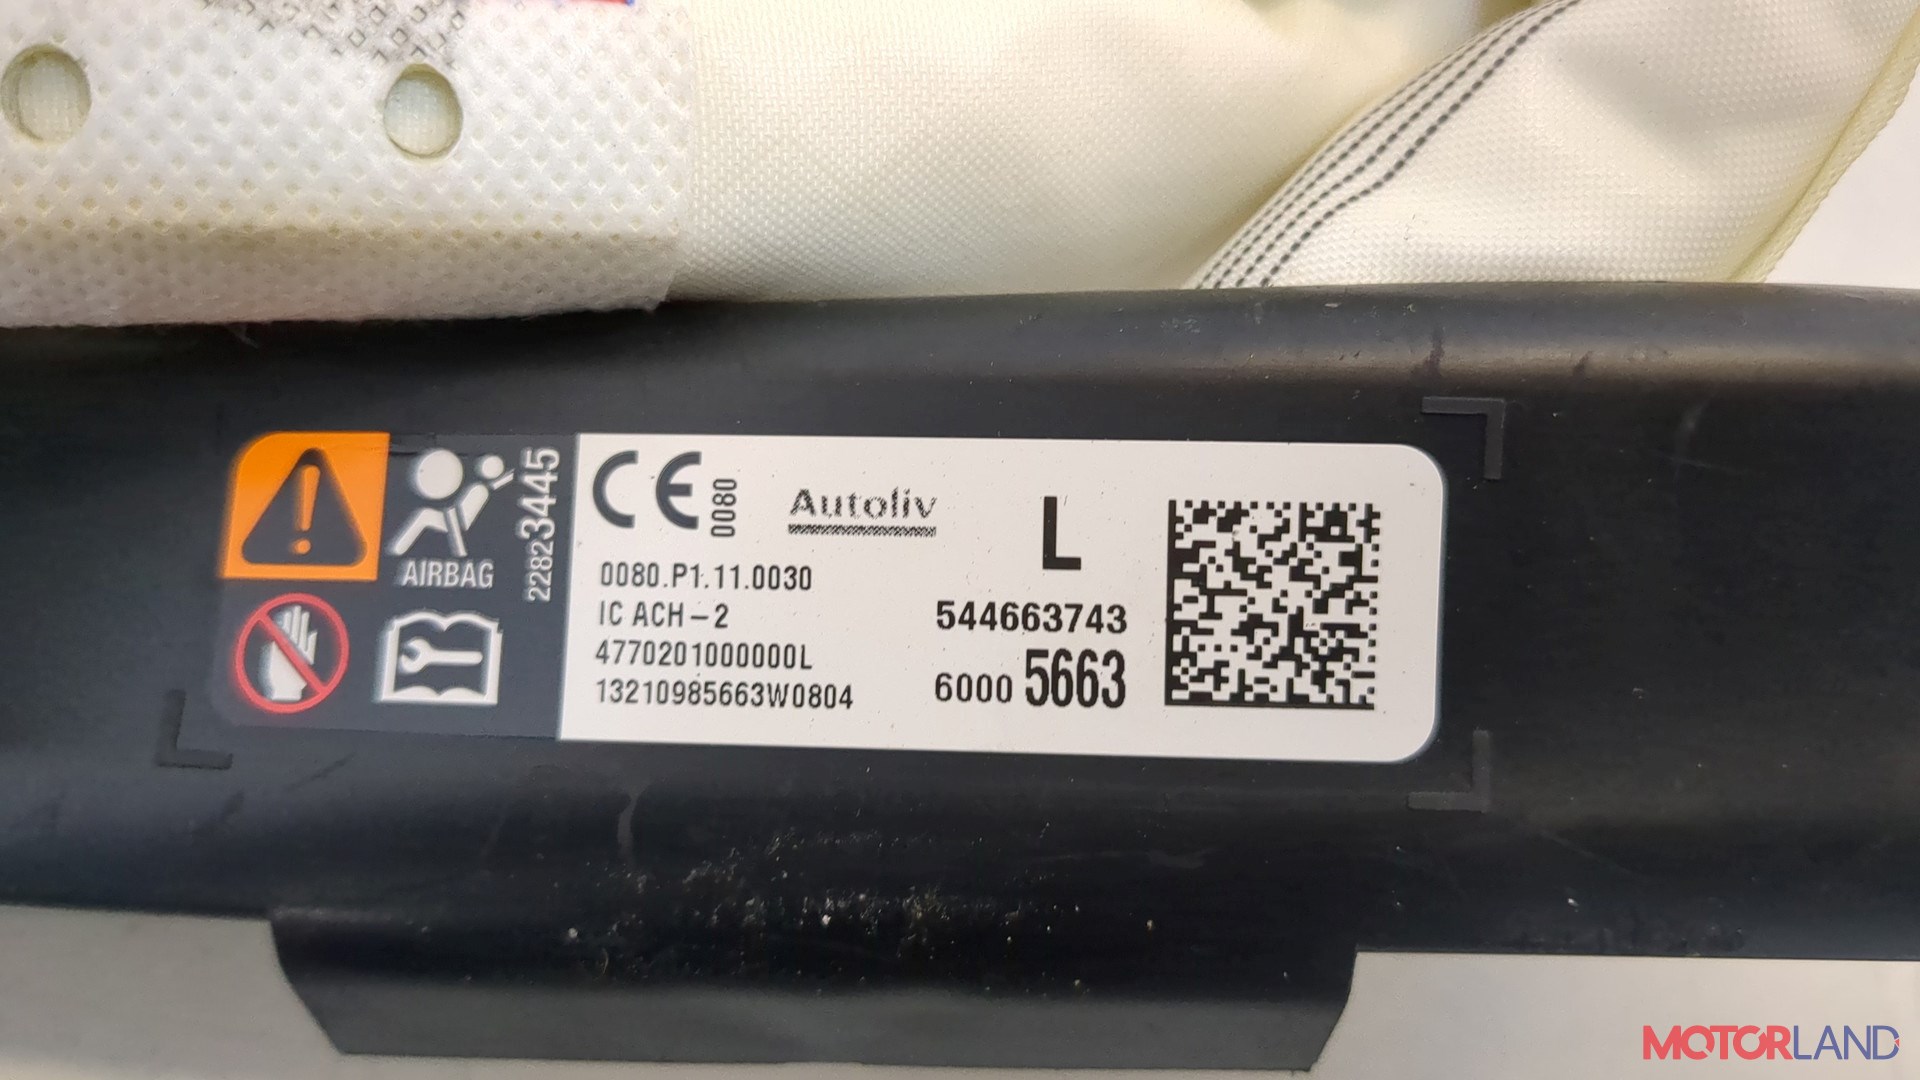 AIRBAG
22823445
CE
0080
Autoliv
L
0080.P1.11.0030
IC ACH-2
4770201000000L
13210985663W0804
544663743
6000 5663
MOTORLAND